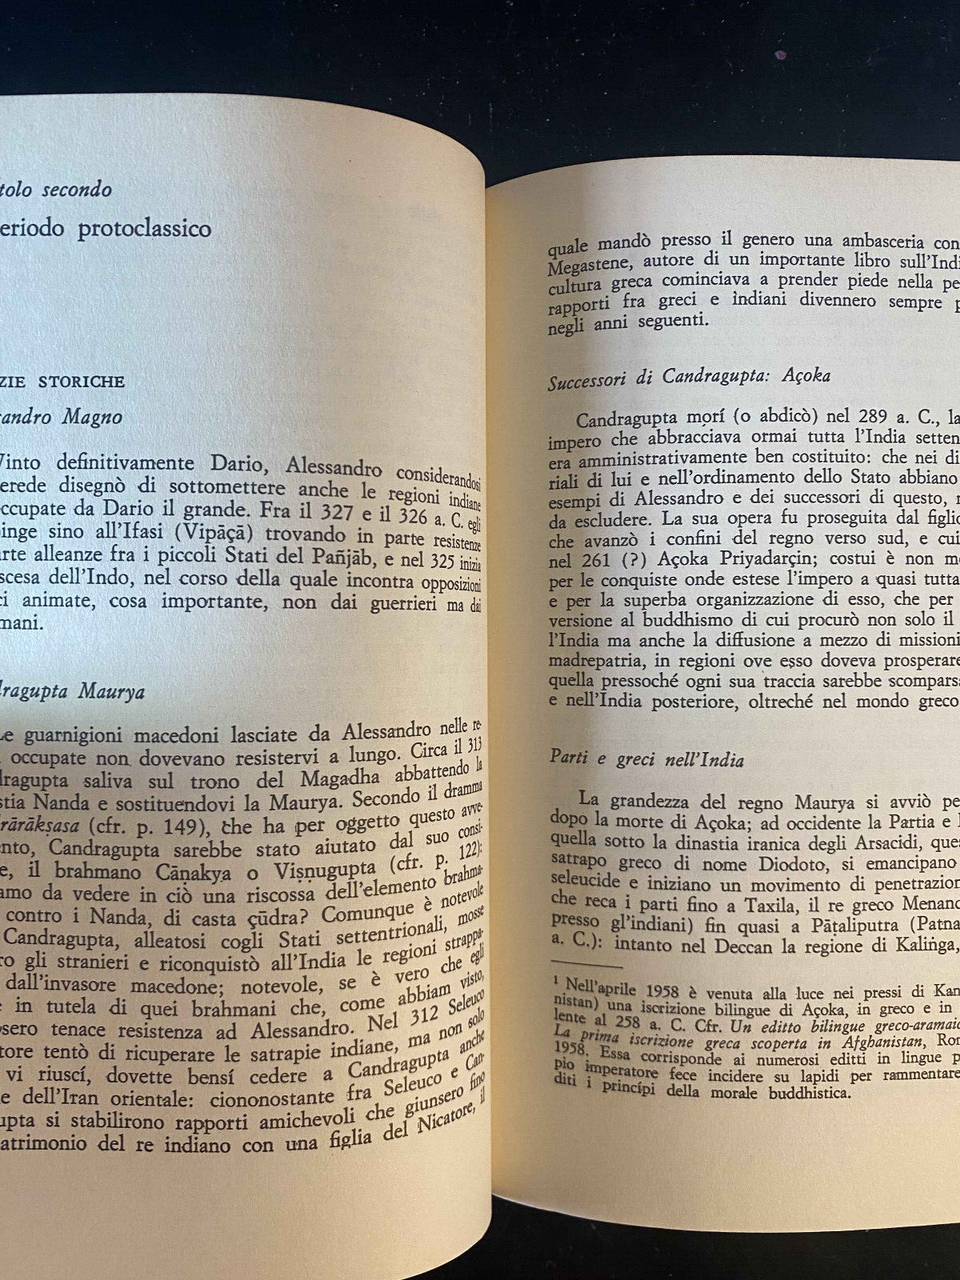 tolo secondo
eriodo protoclassico
ZIE STORICHE
andro Magno
Vinto definitivamente Dario, Alessandro considerandosi
erede disegnò di sottomettere anche le regioni indiane
ccupate da Dario il grande. Fra il 327 e il 326 a. C. egli
inge sino all'Ifasi (Vipāçā) trovando in parte resistenze
arte alleanze fra i piccoli Stati del Pañjāb, e nel 325 inizia
scesa dell'Indo, nel corso della quale incontra opposizioni
ci animate, cosa importante, non dai guerrieri ma dai
mani.
dragupta Maurya
Le guarnigioni macedoni lasciate da Alessandro nelle re-
occupate non dovevano resistervi a lungo. Circa il 313
dragupta saliva sul trono del Magadha abbattendo la
stia Nanda e sostituendovi la Maurya. Secondo il dramma
rārākṣasa (cfr. p. 149), che ha per oggetto questo avve-
nto, Candragupta sarebbe stato aiutato dal suo consi-
e, il brahmano Cāṇakya o Viṣṇugupta (cfr. p. 122):
amo da vedere in ciò una riscossa dell'elemento brahma-
contro i Nanda, di casta çūdra? Comunque è notevole
Candragupta, alleatosi cogli Stati settentrionali, mosse
ro gli stranieri e riconquistò all'India le regioni strappa-
dall'invasore macedone; notevole, se è vero che egli
e in tutela di quei brahmani che, come abbiam visto,
osero tenace resistenza ad Alessandro. Nel 312 Seleuco
tore tentò di ricuperare le satrapie indiane, ma non solo
vi riuscí, dovette bensí cedere a Candragupta anche
e dell'Iran orientale: ciononostante fra Seleuco e Can-
upta si stabilirono rapporti amichevoli che giunsero fino
atrimonio del re indiano con una figlia del Nicatore, il
quale mandò presso il genero una ambasceria con
Megastene, autore di un importante libro sull'Indi
cultura greca cominciava a prender piede nella pe
rapporti fra greci e indiani divennero sempre p
negli anni seguenti.
Successori di Candragupta: Açoka
Candragupta morí (o abdicò) nel 289 a. C., la
impero che abbracciava ormai tutta l'India setten
era amministrativamente ben costituito: che nei di
riali di lui e nell'ordinamento dello Stato abbiano
esempi di Alessandro e dei successori di questo, n
da escludere. La sua opera fu proseguita dal figlio
che avanzò i confini del regno verso sud, e cui
nel 261 (?) Açoka Priyadarçin; costui è non me
per le conquiste onde estese l'impero a quasi tutta
e per la superba organizzazione di esso, che per
versione al buddhismo di cui procurò non solo il
l'India ma anche la diffusione a mezzo di missioni
madrepatria, in regioni ove esso doveva prosperare
quella pressoché ogni sua traccia sarebbe scomparsa
e nell'India posteriore, oltreché nel mondo greco
Parti e greci nell'India
La grandezza del regno Maurya si avviò pe
dopo la morte di Açoka; ad occidente la Partia e l
quella sotto la dinastia iranica degli Arsacidi, ques
satrapo greco di nome Diodoto, si emancipano
seleucide e iniziano un movimento di penetrazion
che reca i parti fino a Taxila, il re greco Menand
presso gl'indiani) fin quasi a Pāṭaliputra (Patna
a. C.): intanto nel Deccan la regione di Kaliṅga,
1 Nell'aprile 1958 è venuta alla luce nei pressi di Kan
nistan) una iscrizione bilingue di Açoka, in greco e in
lente al 258 a. C. Cfr. Un editto bilingue greco-aramaic
La prima iscrizione greca scoperta in Afghanistan, Rom
1958. Essa corrisponde ai numerosi editti in lingue p
pio imperatore fece incidere su lapidi per rammentare
diti i princípi della morale buddhistica.